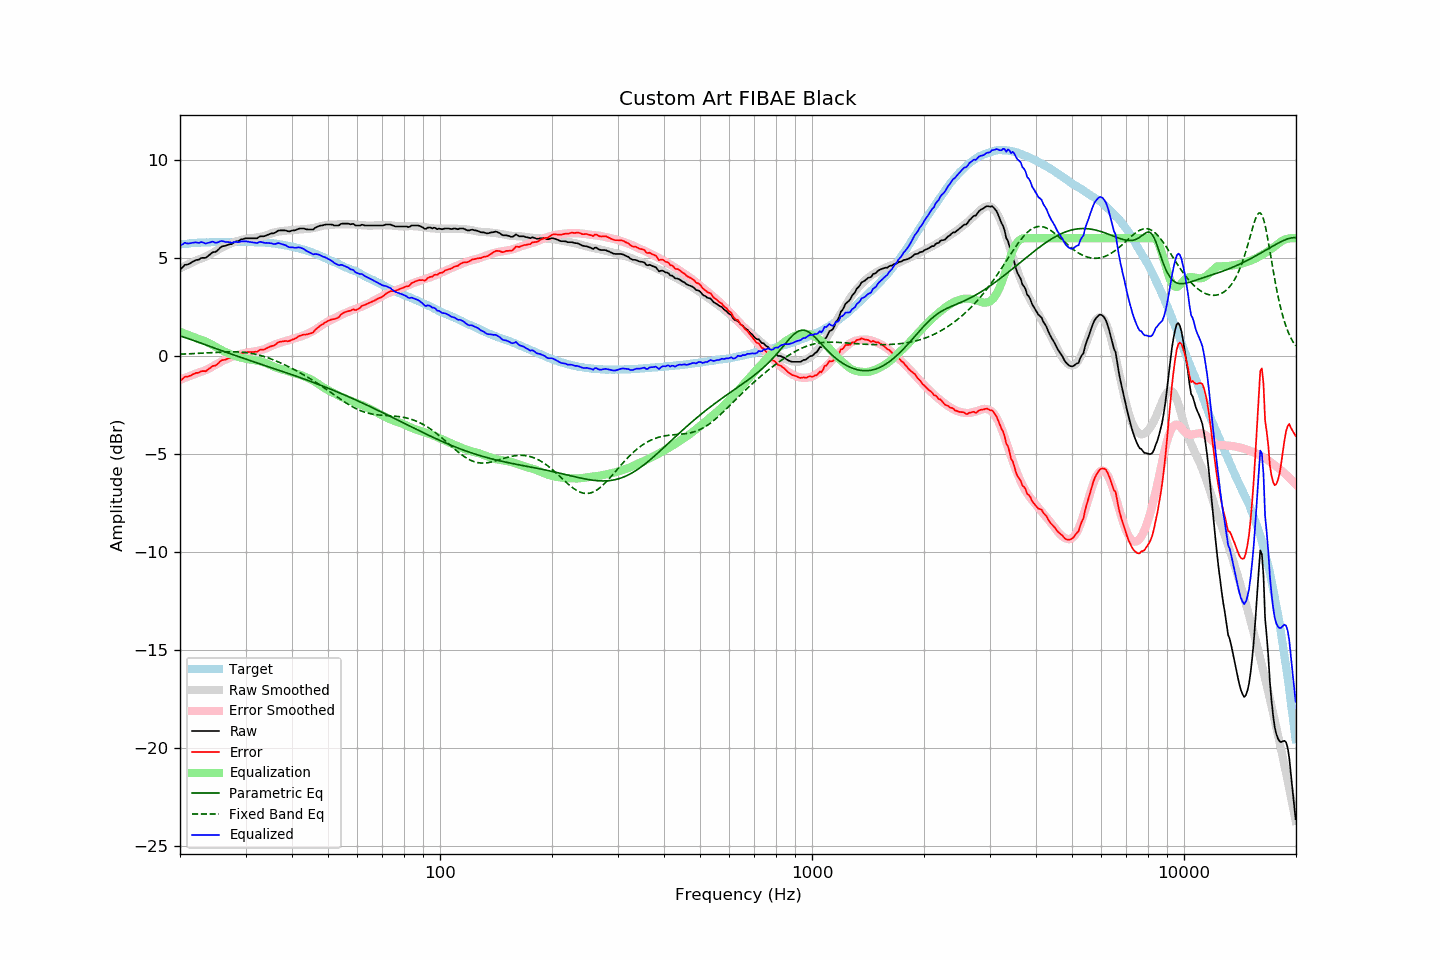 Custom Art FIBAE Black
10
5
0
−5
−10
−15
−20
−25
Amplitude (dBr)
Target
Raw Smoothed
Error Smoothed
Raw
Error
Equalization
Parametric Eq
Fixed Band Eq
Equalized
100 1000 10000
Frequency (Hz)